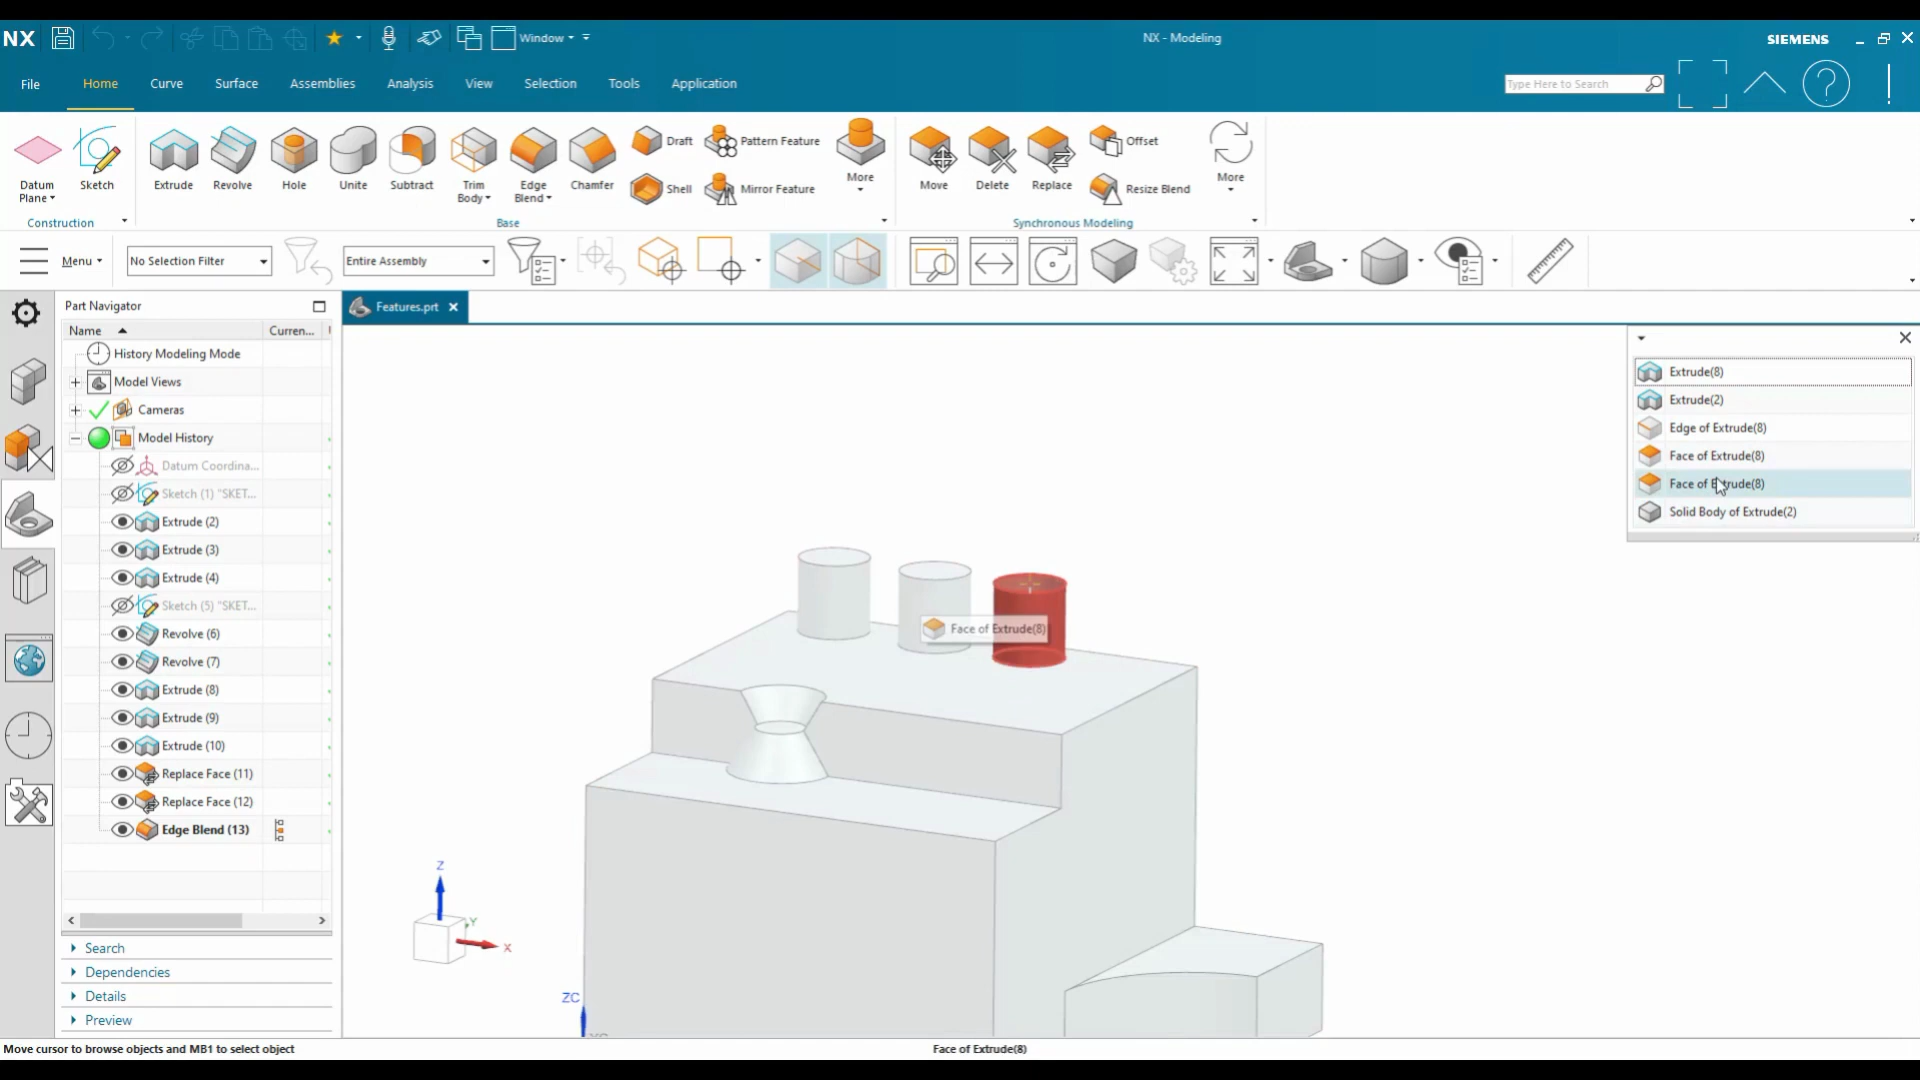 NX
Window
NX - Modeling
SIEMENS
File
Home
Curve
Surface
Assemblies
Analysis
View
Selection
Tools
Application
Type Here to Search
Datum Plane
Sketch
Extrude
Revolve
Hole
Unite
Subtract
Trim Body
Edge Blend
Chamfer
Draft
Shell
Pattern Feature
Mirror Feature
More
Move
Delete
Replace
Offset
Resize Blend
More
Construction
Base
Synchronous Modeling
Menu
No Selection Filter
Entire Assembly
Part Navigator
Name
Curren...
History Modeling Mode
Model Views
Cameras
Model History
Datum Coordina...
Sketch (1) "SKET...
Extrude (2)
Extrude (3)
Extrude (4)
Sketch (5) "SKET...
Revolve (6)
Revolve (7)
Extrude (8)
Extrude (9)
Extrude (10)
Replace Face (11)
Replace Face (12)
Edge Blend (13)
Search
Dependencies
Details
Preview
Features.prt
Extrude(8)
Extrude(2)
Edge of Extrude(8)
Face of Extrude(8)
Face of Extrude(8)
Solid Body of Extrude(2)
Face of Extrude(8)
Z
Y
X
ZC
Move cursor to browse objects and MB1 to select object
Face of Extrude(8)